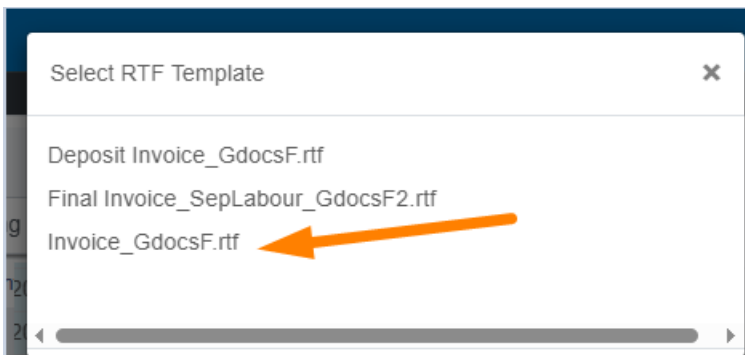 Select RTF Template
Deposit Invoice_GdocsF.rtf
Final Invoice_SepLabour_GdocsF2.rtf
Invoice_GdocsF.rtf